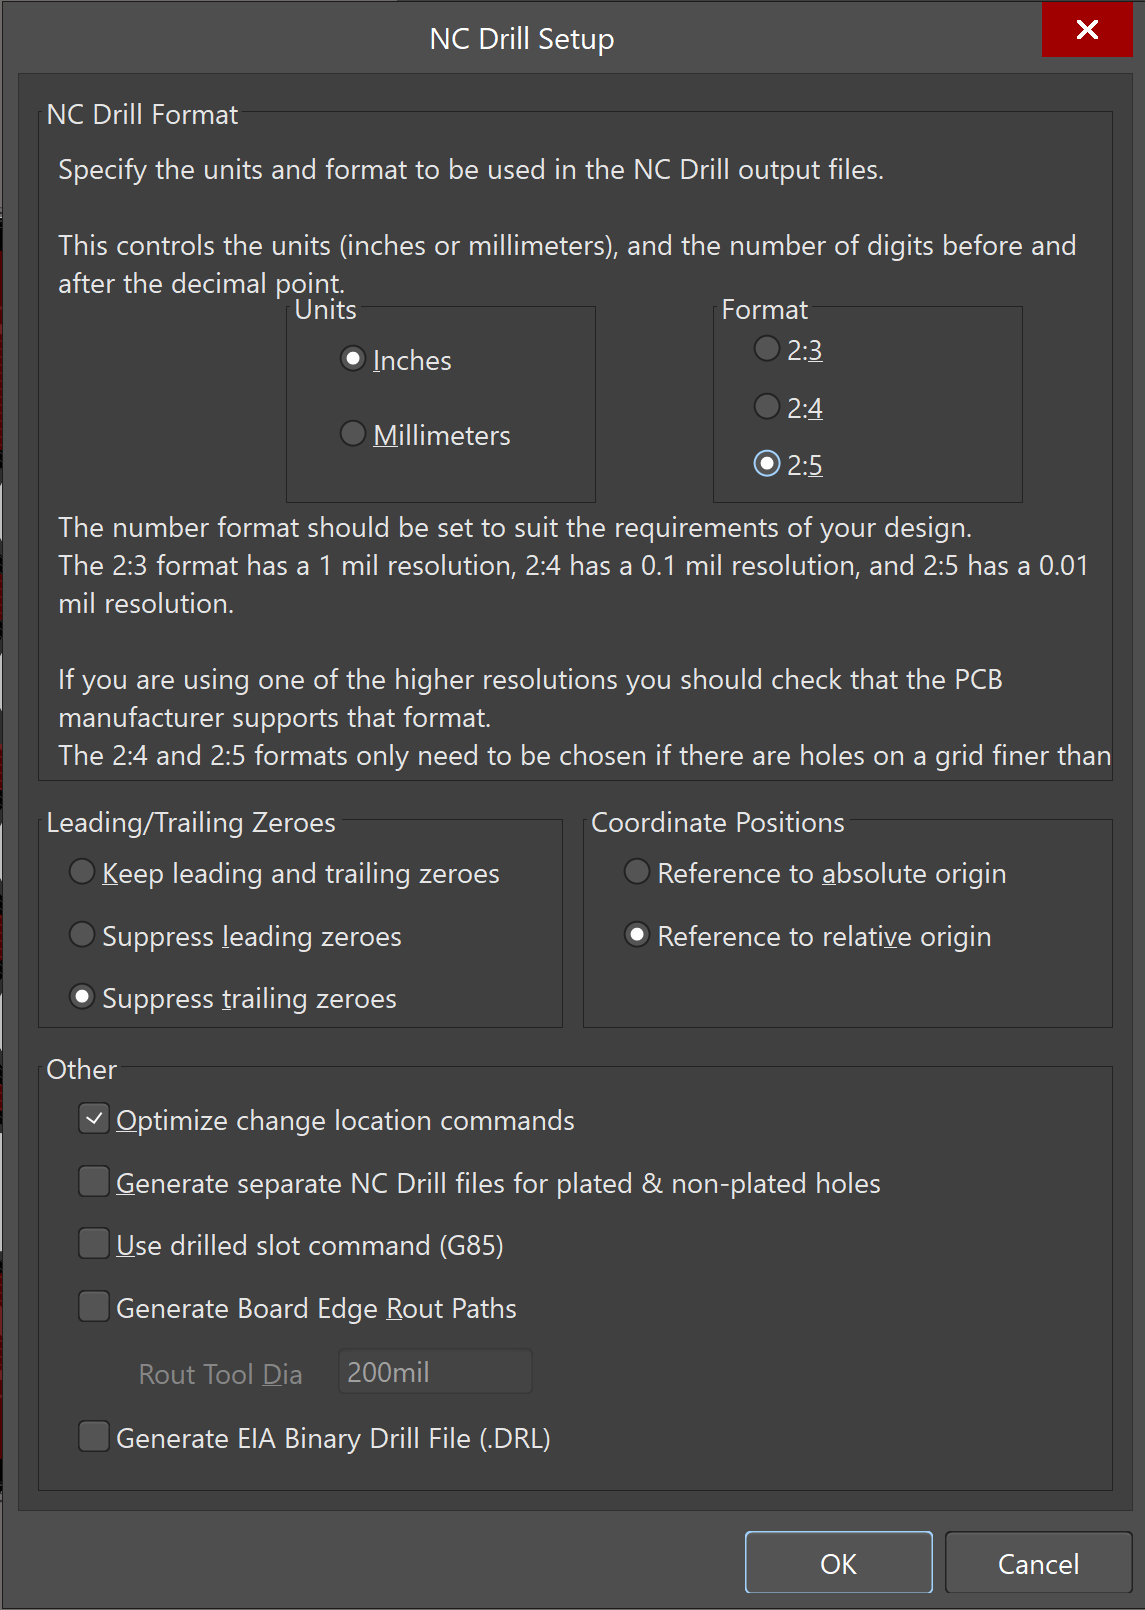 NC Drill Setup
NC Drill Format
Specify the units and format to be used in the NC Drill output files.
This controls the units (inches or millimeters), and the number of digits before and
after the decimal point.
Units
Inches
Millimeters
Format
2:3
2:4
2:5
The number format should be set to suit the requirements of your design.
The 2:3 format has a 1 mil resolution, 2:4 has a 0.1 mil resolution, and 2:5 has a 0.01
mil resolution.
If you are using one of the higher resolutions you should check that the PCB
manufacturer supports that format.
The 2:4 and 2:5 formats only need to be chosen if there are holes on a grid finer than
Leading/Trailing Zeroes
Keep leading and trailing zeroes
Suppress leading zeroes
Suppress trailing zeroes
Coordinate Positions
Reference to absolute origin
Reference to relative origin
Other
Optimize change location commands
Generate separate NC Drill files for plated & non-plated holes
Use drilled slot command (G85)
Generate Board Edge Rout Paths
Rout Tool Dia 200mil
Generate EIA Binary Drill File (.DRL)
OK Cancel